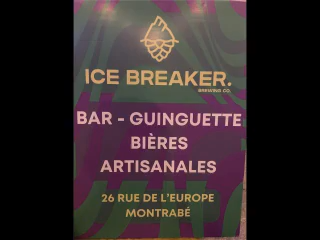 ICE BREAKER.
BREWING CO.
BAR - GUINGUETTE
BIÈRES
ARTISANALES
26 RUE DE L'EUROPE
MONTRABÉ